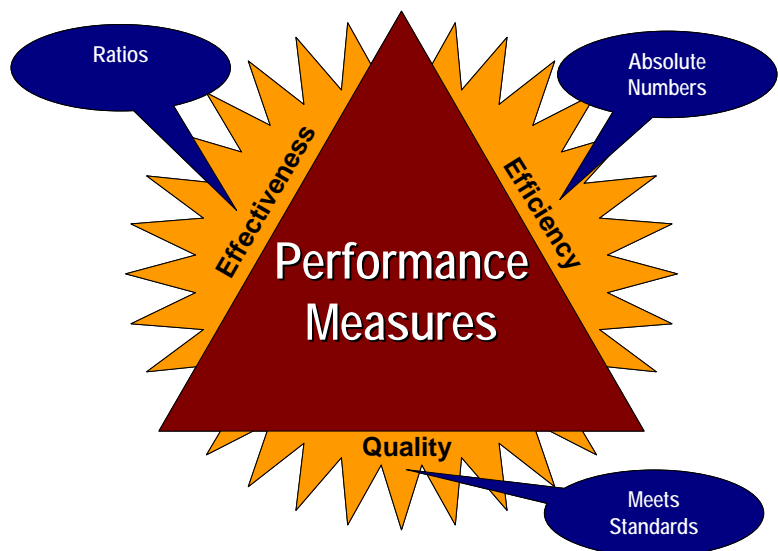 Ratios
Absolute
Numbers
Effectiveness
Efficiency
Performance
Measures
Quality
Meets
Standards